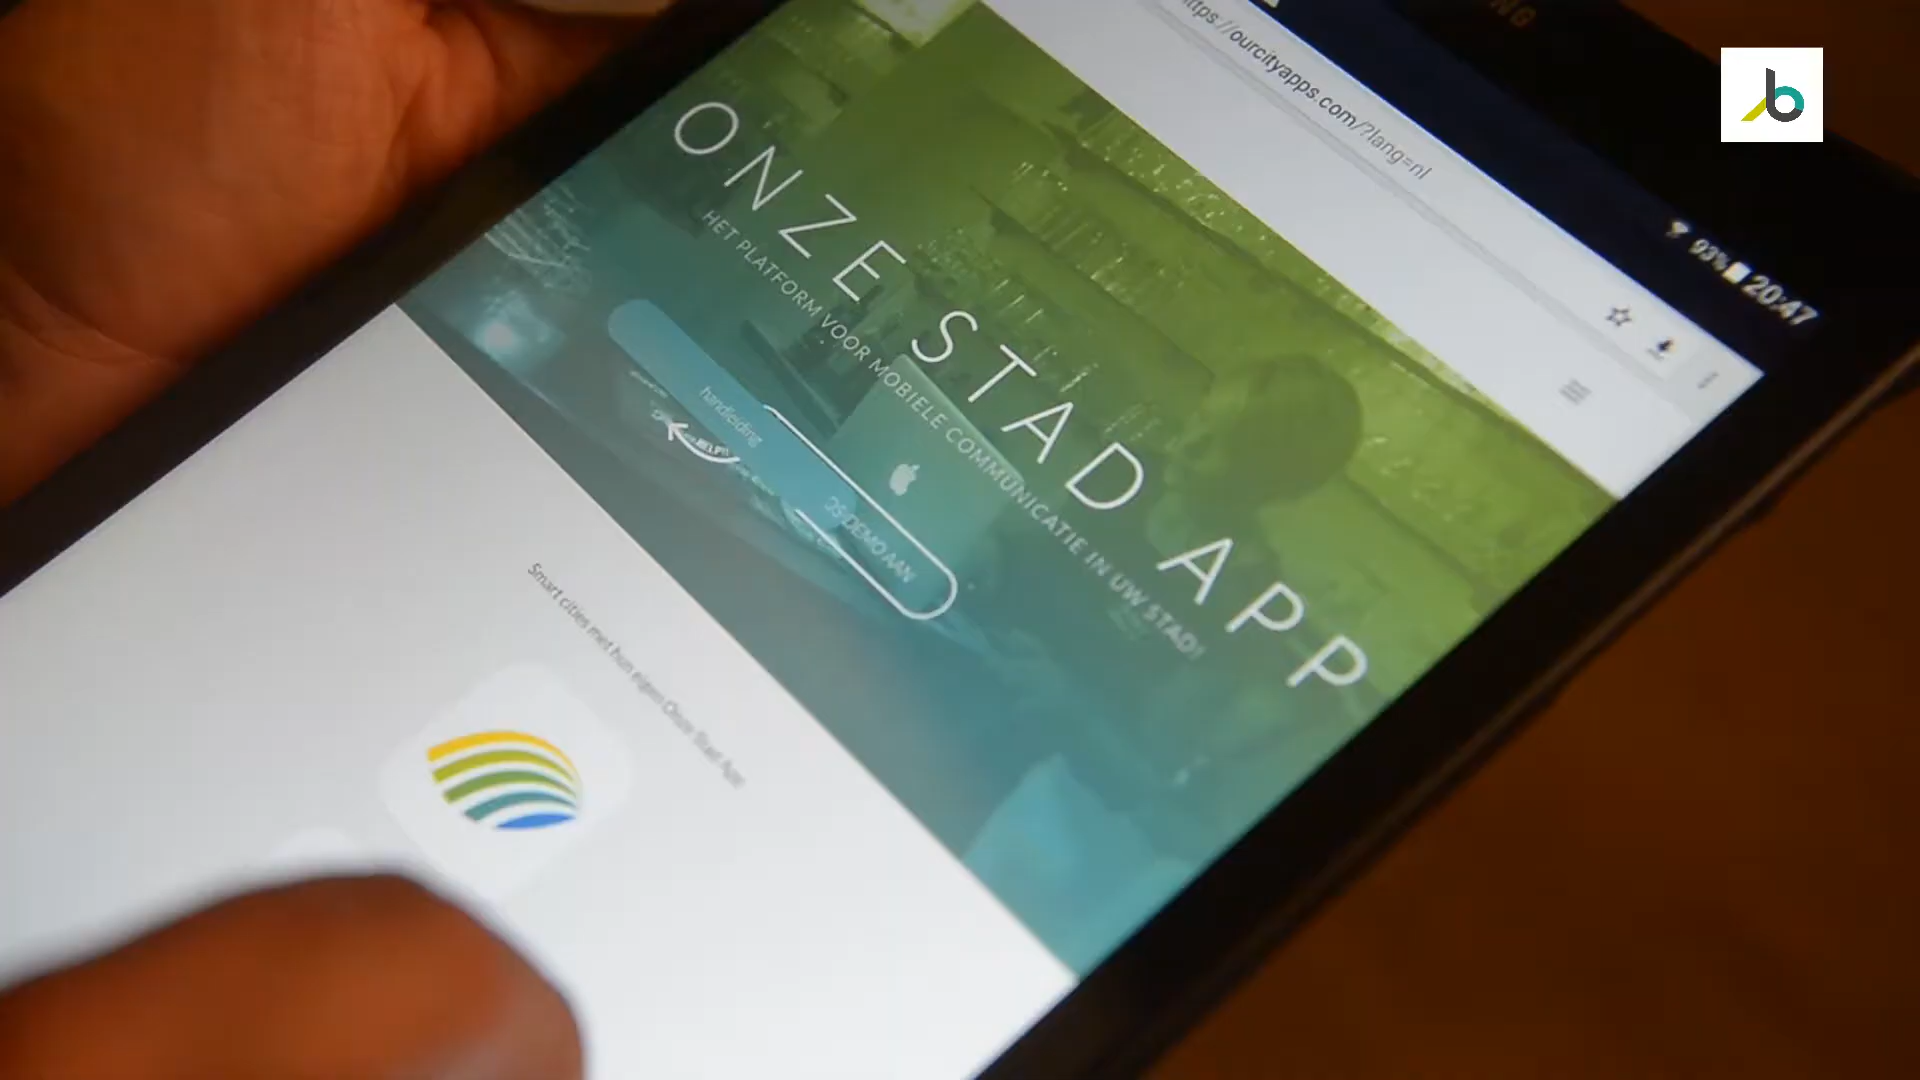 https://ourcityapps.com/?lang=nl
93% 20:47
ONZE STAD APP
HET PLATFORM VOOR MOBIELE COMMUNICATIE IN UW STAD!
handleiding
DEMO AAN
Smart cities met hun eigen Onze Stad App
b